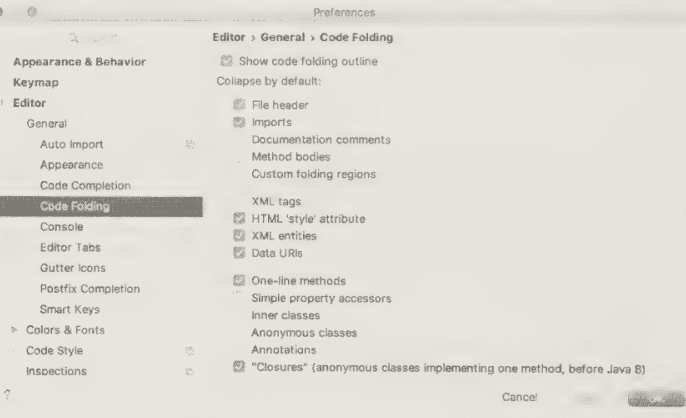 Preferences
Editor › General › Code Folding
Appearance & Behavior
Keymap
Editor
General
Auto Import
Appearance
Code Completion
Code Folding
Console
Editor Tabs
Gutter Icons
Postfix Completion
Smart Keys
Colors & Fonts
Code Style
Inspections
?
Show code folding outline
Collapse by default:
File header
Imports
Documentation comments
Method bodies
Custom folding regions
XML tags
HTML 'style' attribute
XML entities
Data URIs
One-line methods
Simple property accessors
Inner classes
Anonymous classes
Annotations
"Closures" (anonymous classes implementing one method, before Java 8)
Cancel
OK